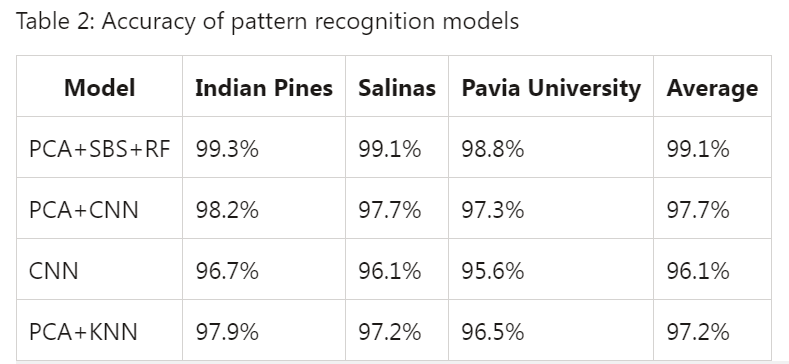 Table 2: Accuracy of pattern recognition models
Model Indian Pines Salinas Pavia University Average
PCA+SBS+RF 99.3% 99.1% 98.8% 99.1%
PCA+CNN 98.2% 97.7% 97.3% 97.7%
CNN 96.7% 96.1% 95.6% 96.1%
PCA+KNN 97.9% 97.2% 96.5% 97.2%